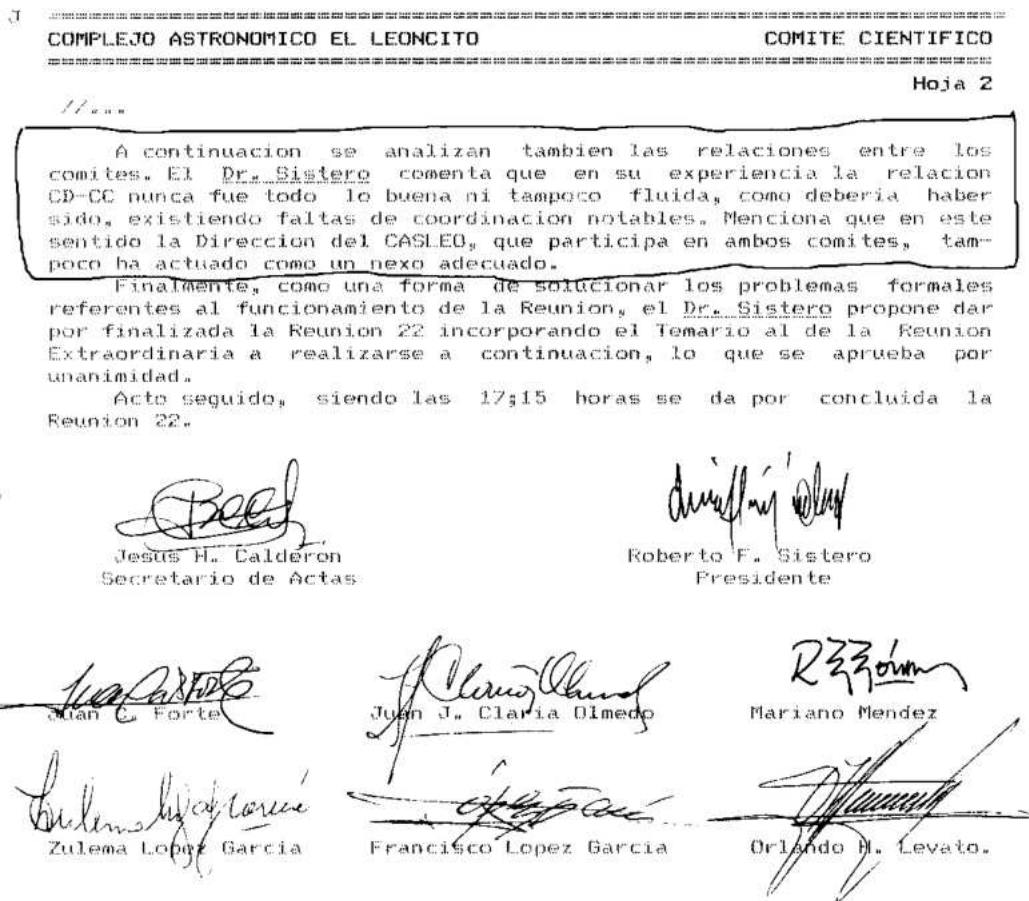 COMPLEJO ASTRONOMICO EL LEONCITO COMITE CIENTIFICO
Hoja 2
//...
A continuacion se analizan tambien las relaciones entre los
comites. El Dr. Sistero comenta que en su experiencia la relacion
CD-CC nunca fue todo lo buena ni tampoco fluida, como deberia haber
sido, existiendo faltas de coordinacion notables. Menciona que en este
sentido la Direccion del CASLEO, que participa en ambos comites, tam-
poco ha actuado como un nexo adecuado.
Finalmente, como una forma de solucionar los problemas formales
referentes al funcionamiento de la Reunion, el Dr. Sistero propone dar
por finalizada la Reunion 22 incorporando el Temario al de la Reunion
Extraordinaria a realizarse a continuacion, lo que se aprueba por
unanimidad.
Acto seguido, siendo las 17:15 horas se da por concluida la
Reunion 22.
Jesus H. Calderon Roberto F. Sistero
Secretario de Actas Presidente
Juan C. Forte Juan J. Claria Olmedo Mariano Mendez
Zulema Lopez Garcia Francisco Lopez Garcia Orlando H. Levato.